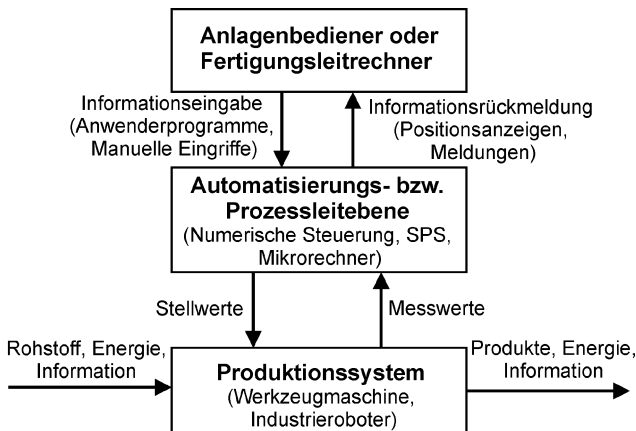 Anlagenbediener oder
Fertigungsleitrechner
Informationseingabe
(Anwenderprogramme,
Manuelle Eingriffe)
Informationsrückmeldung
(Positionsanzeigen,
Meldungen)
Automatisierungs- bzw.
Prozessleitebene
(Numerische Steuerung, SPS,
Mikrorechner)
Stellwerte
Messwerte
Rohstoff, Energie,
Information
Produktionssystem
(Werkzeugmaschine,
Industrieroboter)
Produkte, Energie,
Information